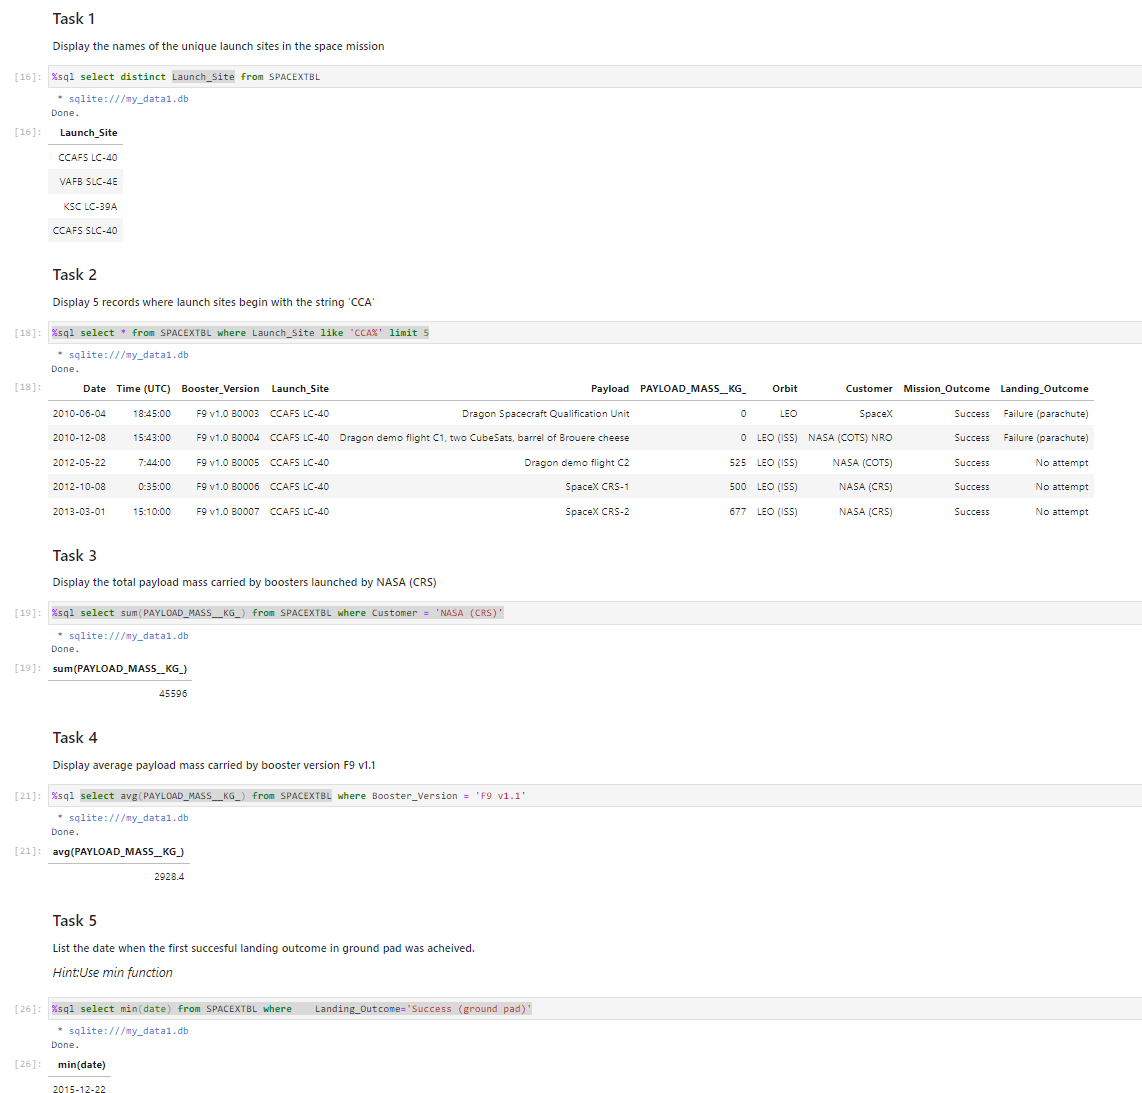 Task 1
Display the names of the unique launch sites in the space mission
[16]: %sql select distinct Launch_Site from SPACEXTBL
* sqlite:///my_data1.db
Done.
[16]: Launch_Site
CCAFS LC-40
VAFB SLC-4E
KSC LC-39A
CCAFS SLC-40
Task 2
Display 5 records where launch sites begin with the string 'CCA'
[18]: %sql select * from SPACEXTBL where Launch_Site like 'CCA%' limit 5
* sqlite:///my_data1.db
Done.
[18]: Date Time (UTC) Booster_Version Launch_Site Payload PAYLOAD_MASS__KG_ Orbit Customer Mission_Outcome Landing_Outcome
2010-06-04 18:45:00 F9 v1.0 B0003 CCAFS LC-40 Dragon Spacecraft Qualification Unit 0 LEO SpaceX Success Failure (parachute)
2010-12-08 15:43:00 F9 v1.0 B0004 CCAFS LC-40 Dragon demo flight C1, two CubeSats, barrel of Brouere cheese 0 LEO (ISS) NASA (COTS) NRO Success Failure (parachute)
2012-05-22 7:44:00 F9 v1.0 B0005 CCAFS LC-40 Dragon demo flight C2 525 LEO (ISS) NASA (COTS) Success No attempt
2012-10-08 0:35:00 F9 v1.0 B0006 CCAFS LC-40 SpaceX CRS-1 500 LEO (ISS) NASA (CRS) Success No attempt
2013-03-01 15:10:00 F9 v1.0 B0007 CCAFS LC-40 SpaceX CRS-2 677 LEO (ISS) NASA (CRS) Success No attempt
Task 3
Display the total payload mass carried by boosters launched by NASA (CRS)
[19]: %sql select sum(PAYLOAD_MASS__KG_) from SPACEXTBL where Customer = 'NASA (CRS)'
* sqlite:///my_data1.db
Done.
[19]: sum(PAYLOAD_MASS__KG_)
45596
Task 4
Display average payload mass carried by booster version F9 v1.1
[21]: %sql select avg(PAYLOAD_MASS__KG_) from SPACEXTBL where Booster_Version = 'F9 v1.1'
* sqlite:///my_data1.db
Done.
[21]: avg(PAYLOAD_MASS__KG_)
2928.4
Task 5
List the date when the first succesful landing outcome in ground pad was acheived.
Hint:Use min function
[26]: %sql select min(date) from SPACEXTBL where Landing_Outcome='Success (ground pad)'
* sqlite:///my_data1.db
Done.
[26]: min(date)
2015-12-22